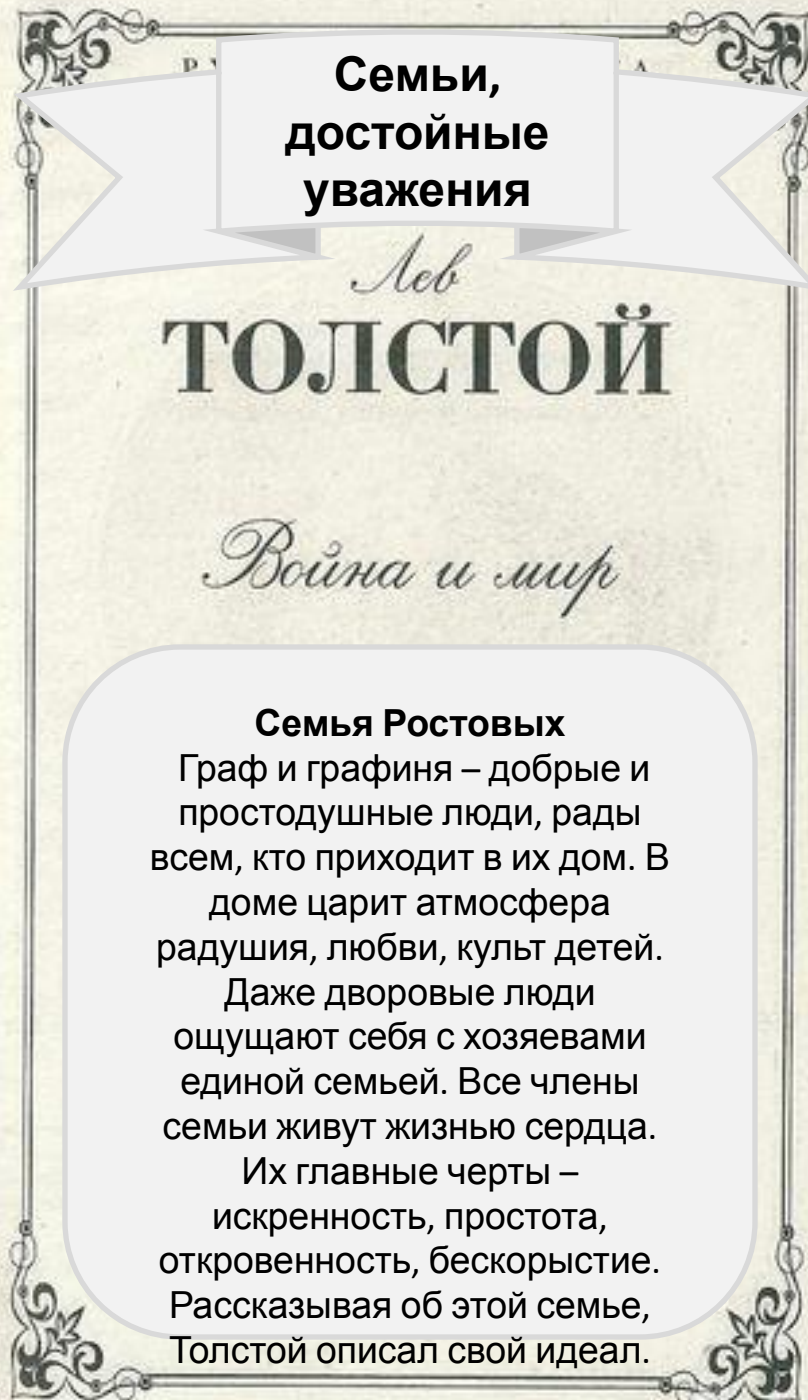 Семьи,
достойные
уважения
Лев
ТОЛСТОЙ
Война и мир
Семья Ростовых
Граф и графиня – добрые и
простодушные люди, рады
всем, кто приходит в их дом. В
доме царит атмосфера
радушия, любви, культ детей.
Даже дворовые люди
ощущают себя с хозяевами
единой семьей. Все члены
семьи живут жизнью сердца.
Их главные черты –
искренность, простота,
откровенность, бескорыстие.
Рассказывая об этой семье,
Толстой описал свой идеал.